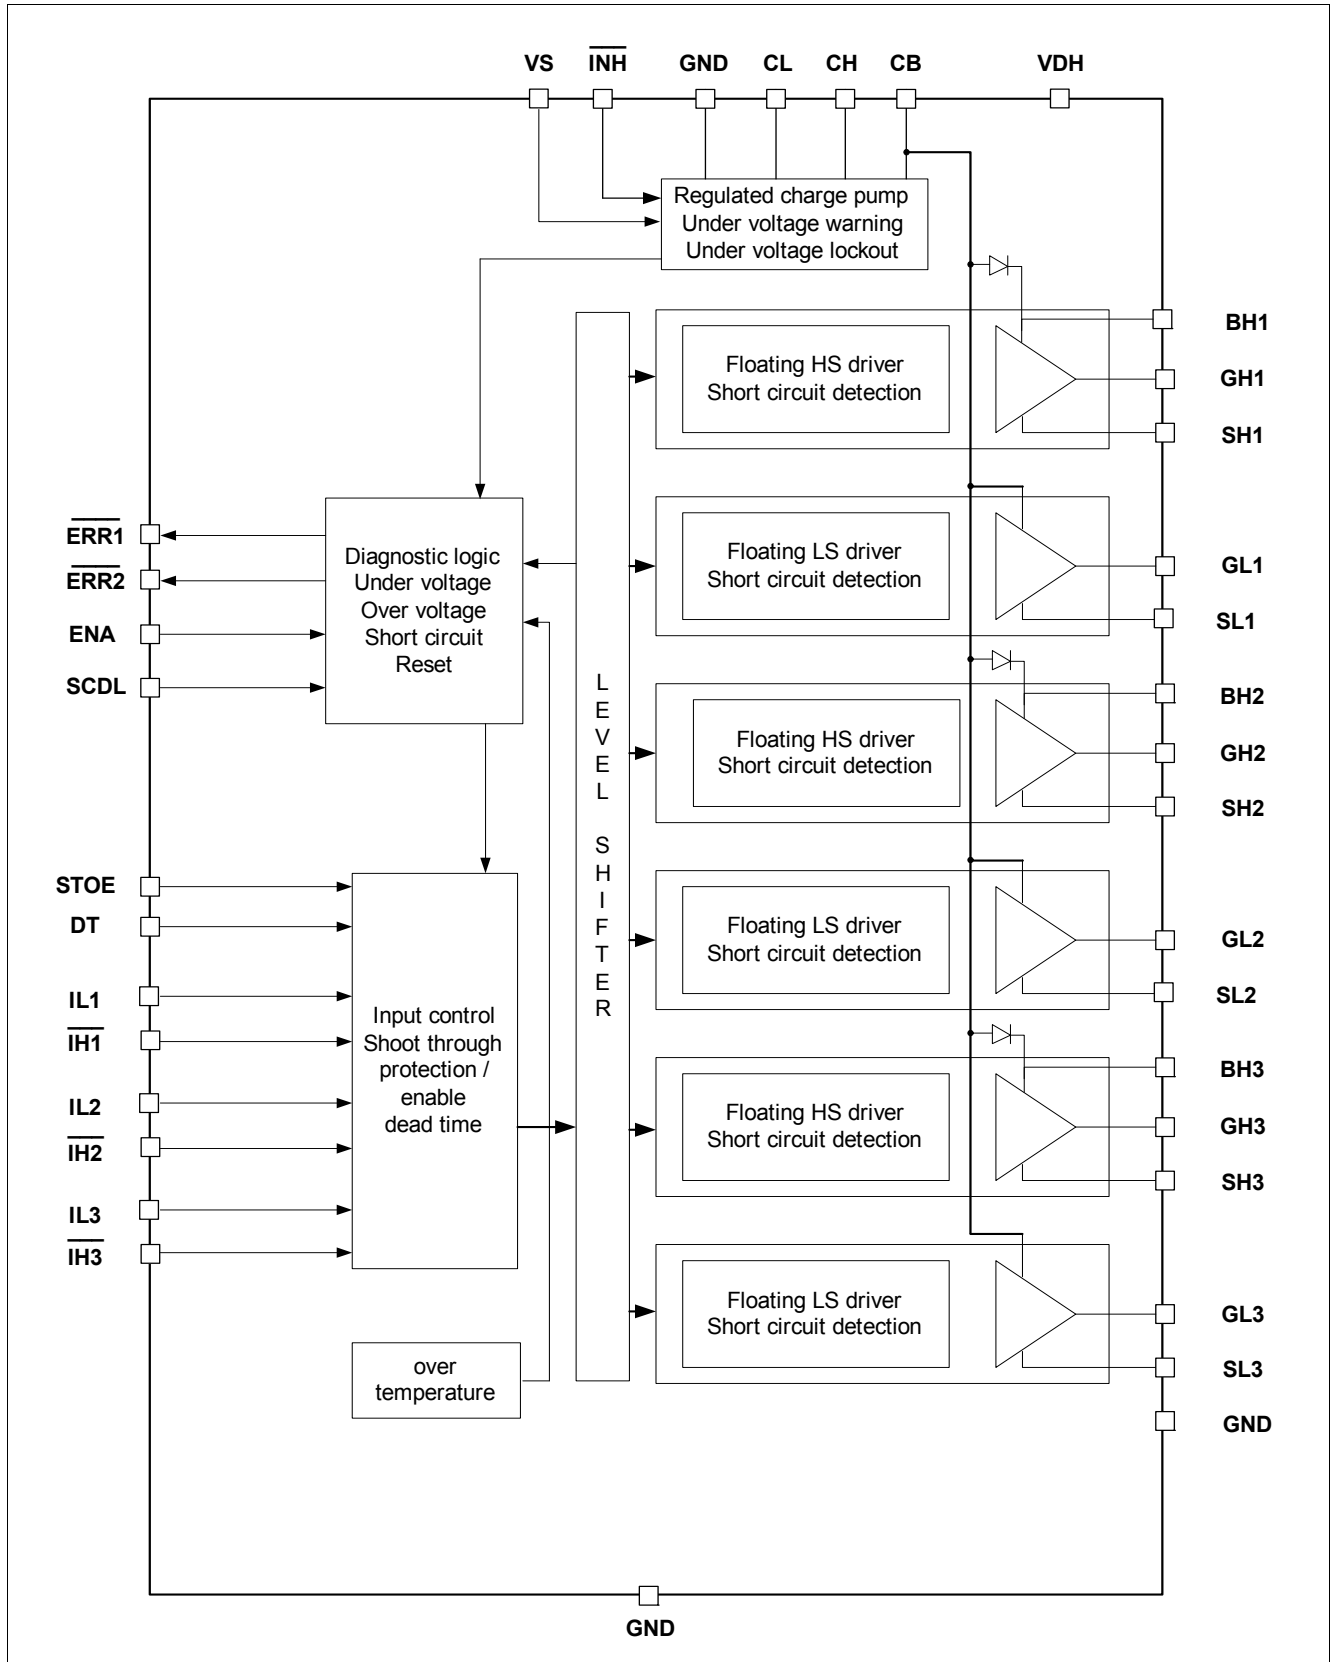 VS INH GND CL CH CB VDH
Regulated charge pump
Under voltage warning
Under voltage lockout
BH1
Floating HS driver
Short circuit detection
GH1
SH1
ERR1
ERR2
ENA
SCDL
Diagnostic logic
Under voltage
Over voltage
Short circuit
Reset
Floating LS driver
Short circuit detection
GL1
SL1
LEVEL SHIFTER
BH2
Floating HS driver
Short circuit detection
GH2
SH2
STOE
DT
IL1
IH1
IL2
IH2
IL3
IH3
Input control
Shoot through
protection /
enable
dead time
Floating LS driver
Short circuit detection
GL2
SL2
BH3
Floating HS driver
Short circuit detection
GH3
SH3
over
temperature
Floating LS driver
Short circuit detection
GL3
SL3
GND
GND